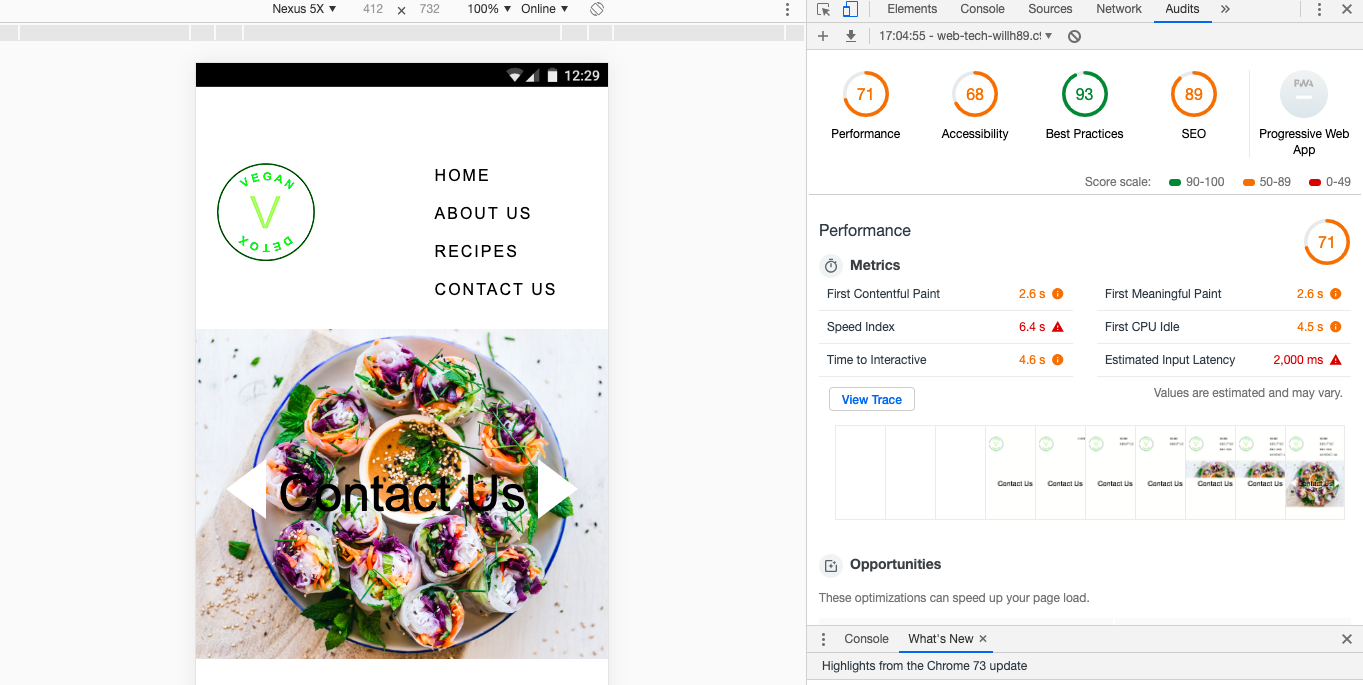 Nexus 5X ▼ 412 × 732 100% ▼ Online ▼
Elements Console Sources Network Audits »
17:04:55 - web-tech-willh89.c
12:29
71 68 93 89 PWA
Performance Accessibility Best Practices SEO Progressive Web App
Score scale: 90-100 50-89 0-49
VEGAN
V
DETOX
HOME
ABOUT US
RECIPES
CONTACT US
Contact Us
Performance
71
Metrics
First Contentful Paint 2.6 s First Meaningful Paint 2.6 s
Speed Index 6.4 s First CPU Idle 4.5 s
Time to Interactive 4.6 s Estimated Input Latency 2,000 ms
View Trace Values are estimated and may vary.
Contact Us Contact Us Contact Us Contact Us Contact Us Contact Us Contact Us
Opportunities
These optimizations can speed up your page load.
Console What's New ×
Highlights from the Chrome 73 update